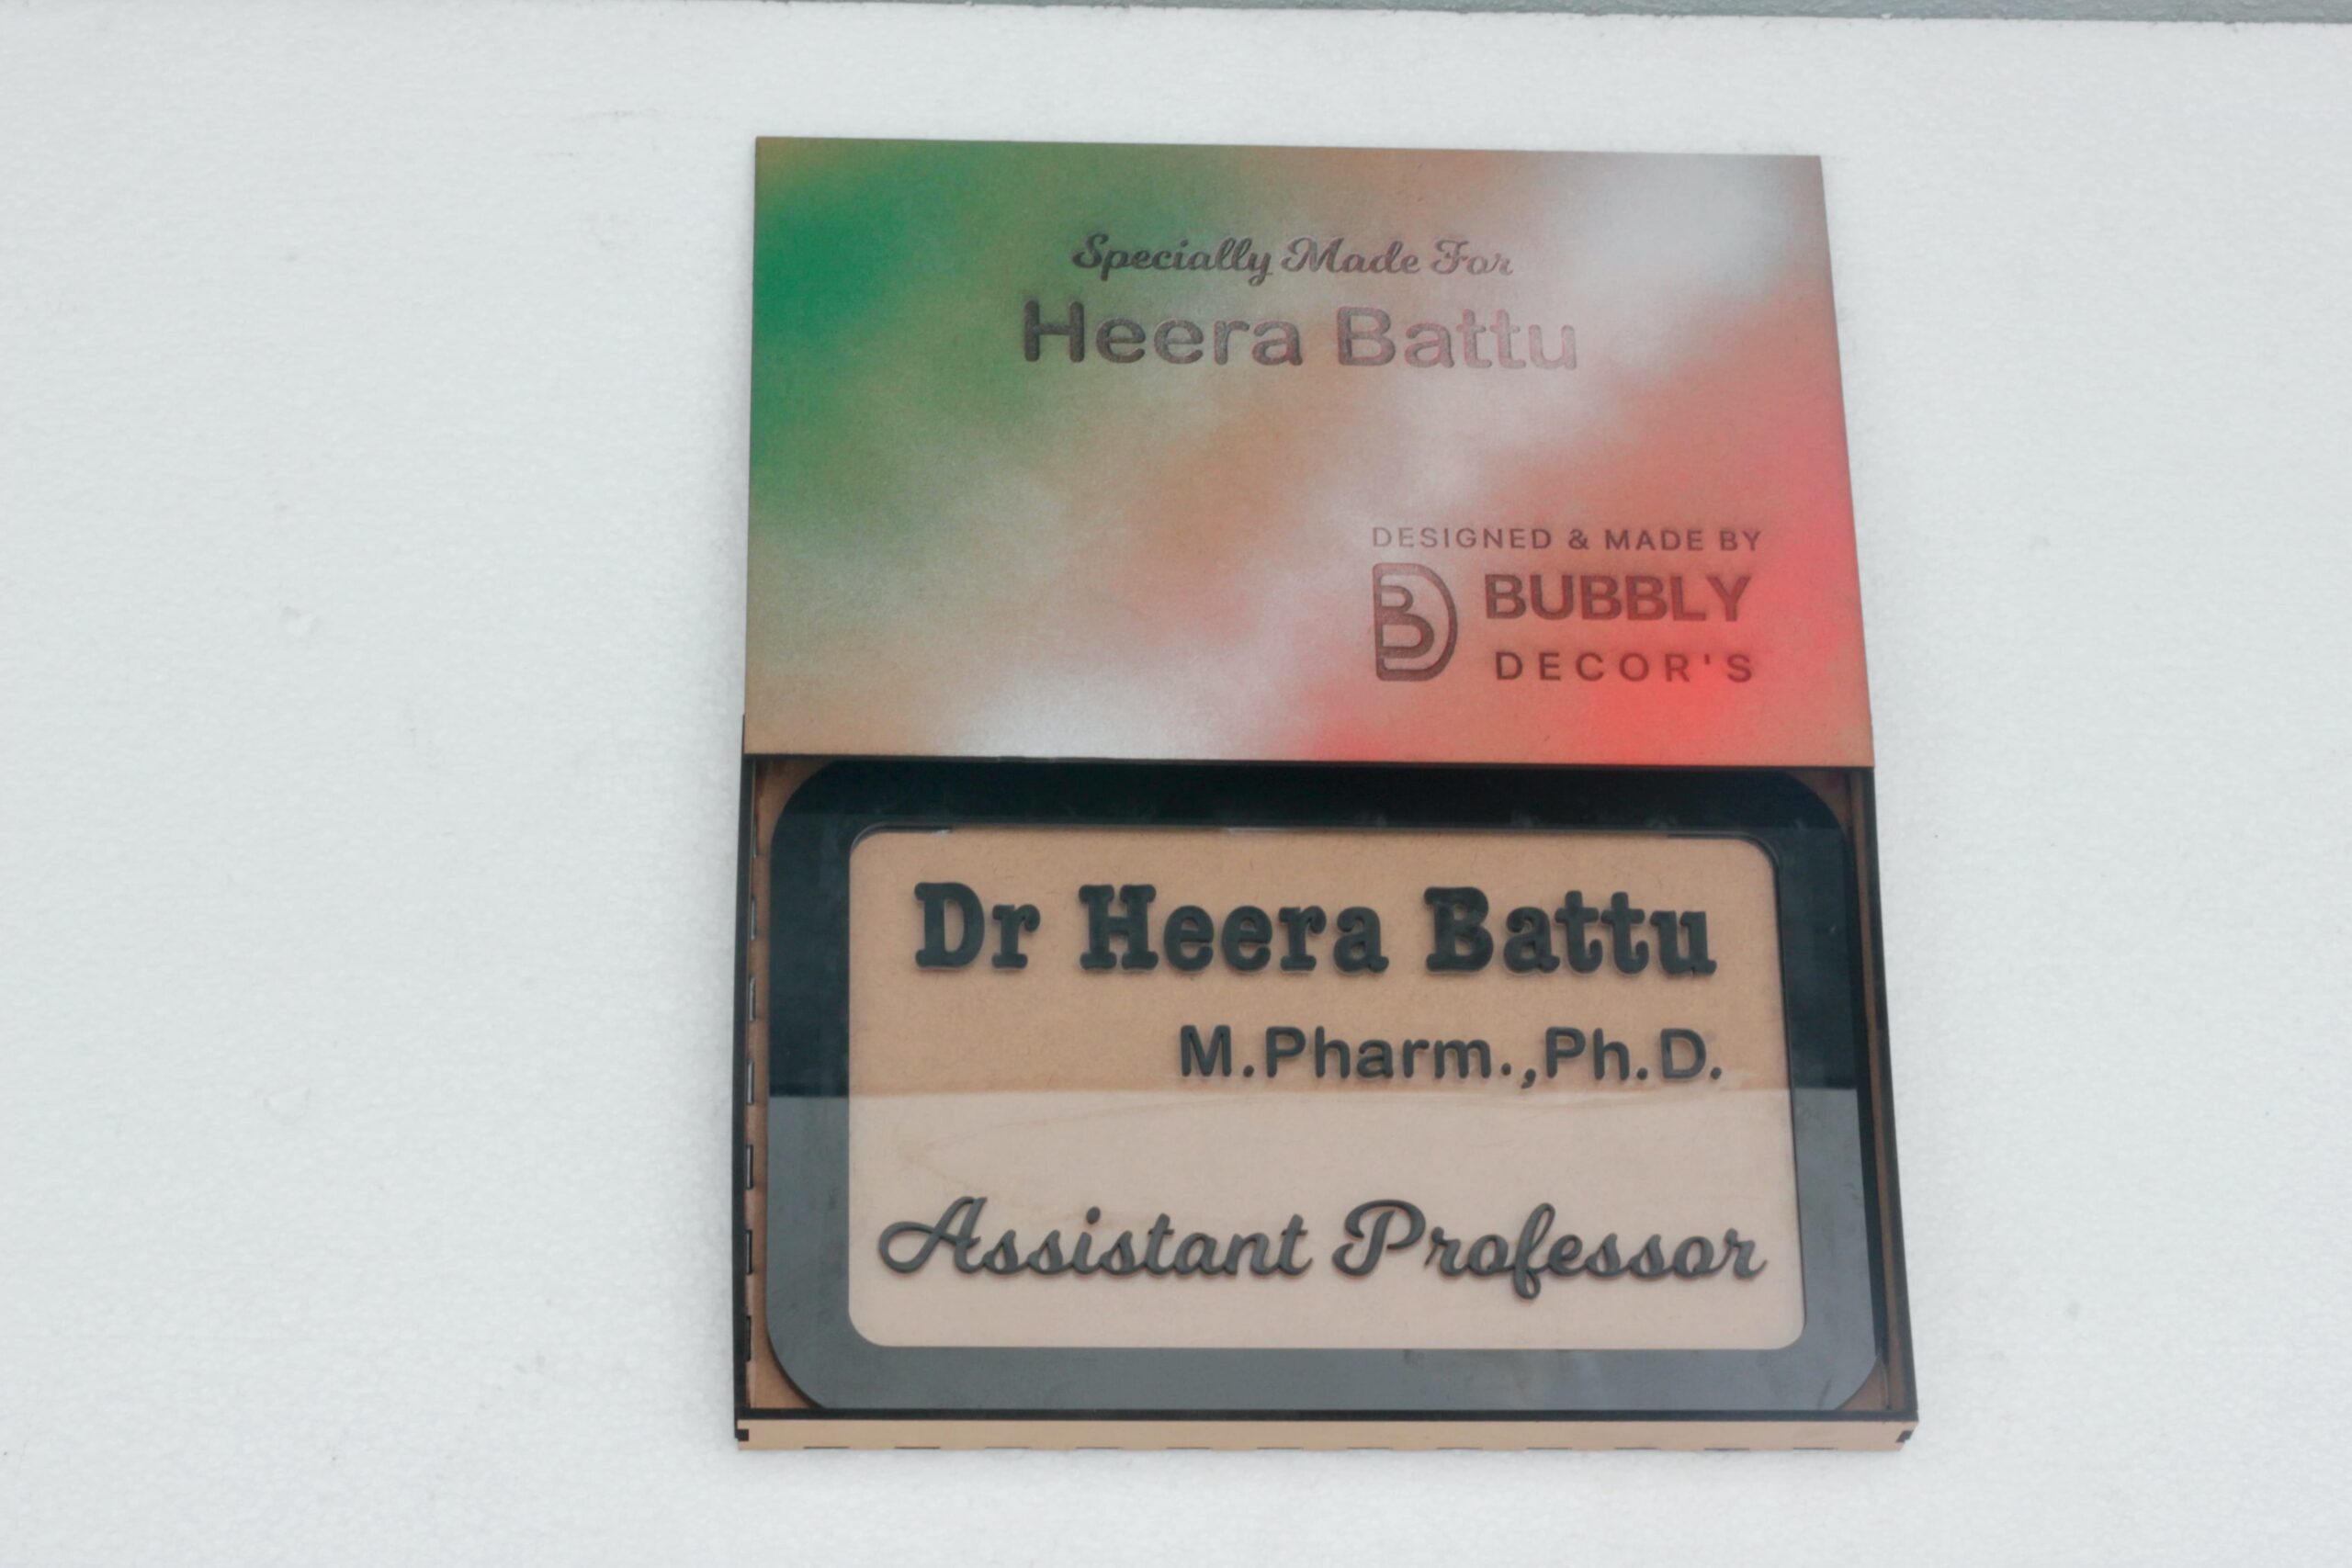 Specially Made For
Heera Battu
DESIGNED & MADE BY
BUBBLY
DECOR'S
Dr Heera Battu
M.Pharm.,Ph.D.
Assistant Professor